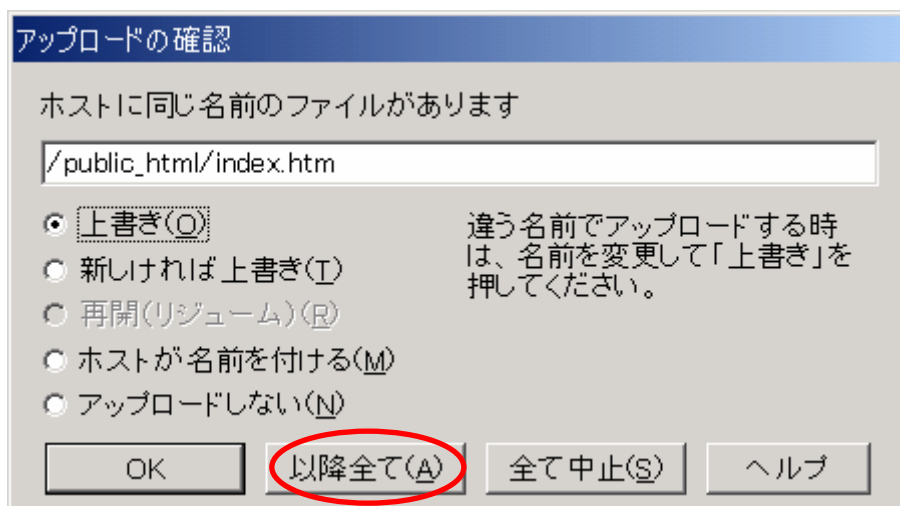 アップロードの確認
ホストに同じ名前のファイルがあります
/public_html/index.htm
上書き(O)
新しければ上書き(T)
再開(リジューム)(R)
ホストが名前を付ける(M)
アップロードしない(N)
違う名前でアップロードする時
は、名前を変更して「上書き」を
押してください。
OK
以降全て(A)
全て中止(S)
ヘルプ